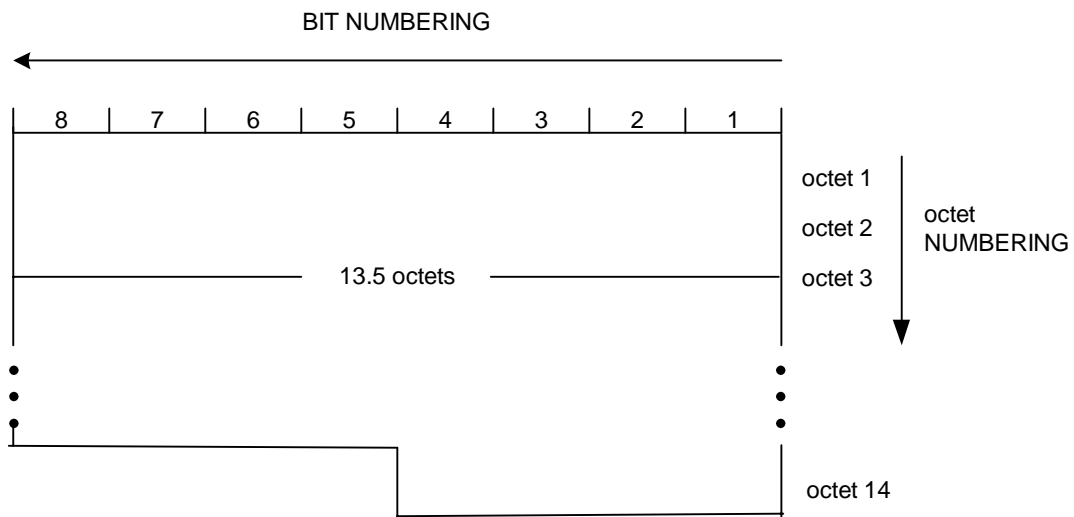 BIT NUMBERING
8 7 6 5 4 3 2 1
octet 1
octet 2
octet
NUMBERING
13.5 octets
octet 3
octet 14